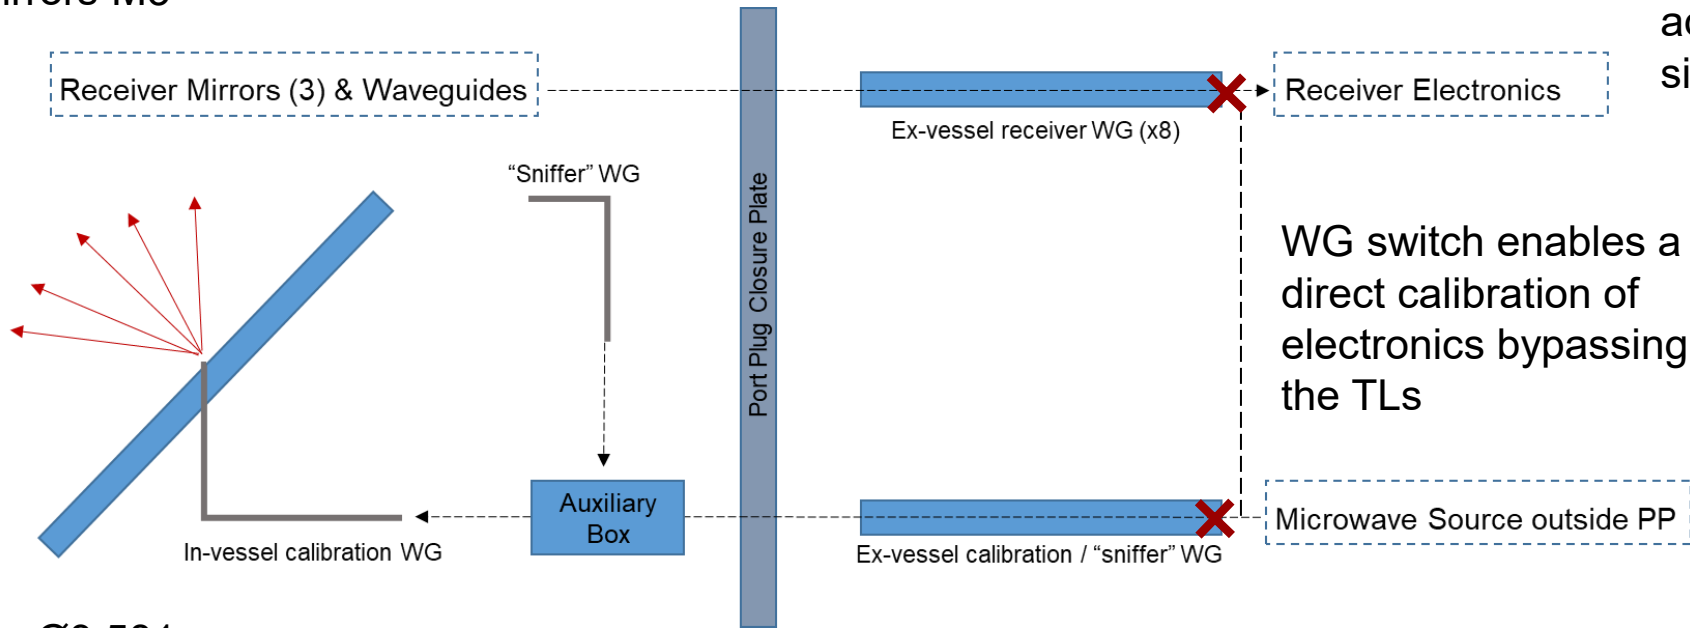 Receiver Mirrors (3) & Waveguides
Receiver Electronics
Ex-vessel receiver WG (x8)
“Sniffer” WG
Port Plug Closure Plate
WG switch enables a
direct calibration of
electronics bypassing
the TLs
Auxiliary
Box
In-vessel calibration WG
Ex-vessel calibration / “sniffer” WG
Microwave Source outside PP